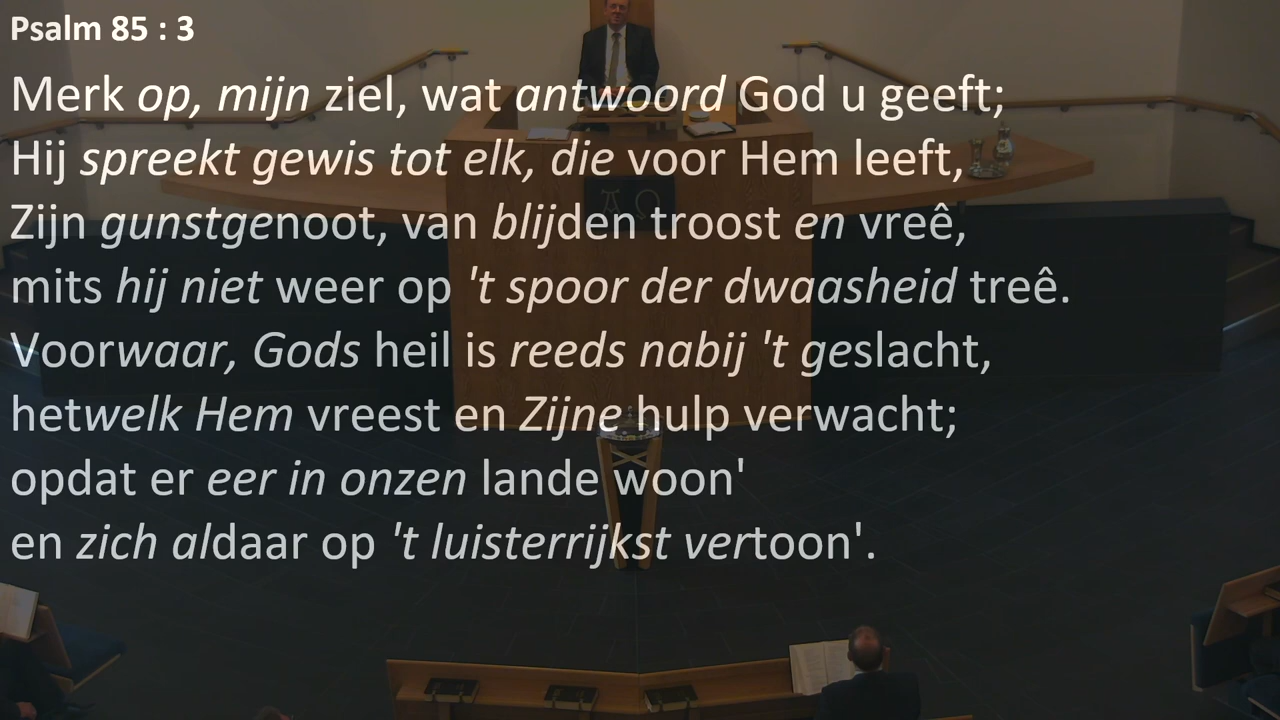 Psalm 85 : 3
Merk op, mijn ziel, wat antwoord God u geeft;
Hij spreekt gewis tot elk, die voor Hem leeft,
Zijn gunstgenoot, van blijden troost en vreê,
mits hij niet weer op 't spoor der dwaasheid treê.
Voorwaar, Gods heil is reeds nabij 't geslacht,
hetwelk Hem vreest en Zijne hulp verwacht;
opdat er eer in onzen lande woon'
en zich aldaar op 't luisterrijkst vertoon'.
Α Ω